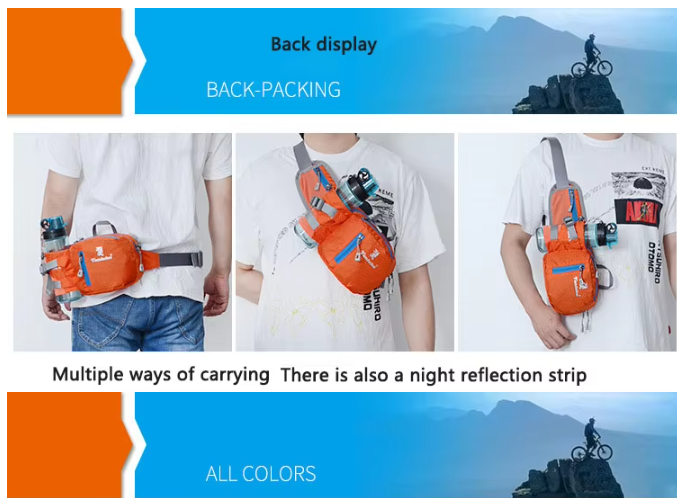 Back display
BACK-PACKING
Multiple ways of carrying There is also a night reflection strip
ALL COLORS